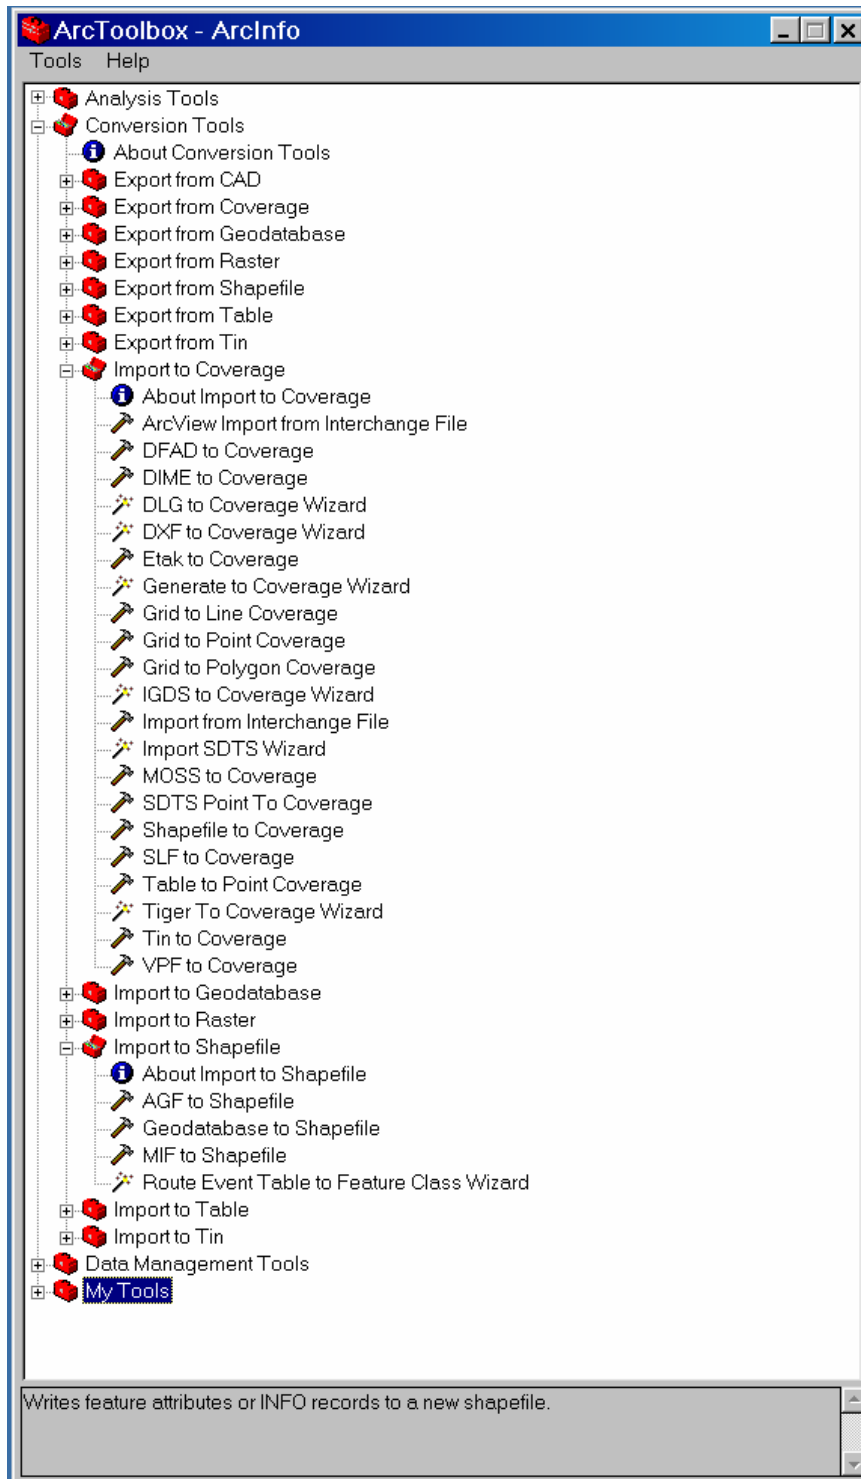 ArcToolbox - ArcInfo
Tools Help
Analysis Tools
Conversion Tools
About Conversion Tools
Export from CAD
Export from Coverage
Export from Geodatabase
Export from Raster
Export from Shapefile
Export from Table
Export from Tin
Import to Coverage
About Import to Coverage
ArcView Import from Interchange File
DFAD to Coverage
DIME to Coverage
DLG to Coverage Wizard
DXF to Coverage Wizard
Etak to Coverage
Generate to Coverage Wizard
Grid to Line Coverage
Grid to Point Coverage
Grid to Polygon Coverage
IGDS to Coverage Wizard
Import from Interchange File
Import SDTS Wizard
MOSS to Coverage
SDTS Point To Coverage
Shapefile to Coverage
SLF to Coverage
Table to Point Coverage
Tiger To Coverage Wizard
Tin to Coverage
VPF to Coverage
Import to Geodatabase
Import to Raster
Import to Shapefile
About Import to Shapefile
AGF to Shapefile
Geodatabase to Shapefile
MIF to Shapefile
Route Event Table to Feature Class Wizard
Import to Table
Import to Tin
Data Management Tools
My Tools
Writes feature attributes or INFO records to a new shapefile.